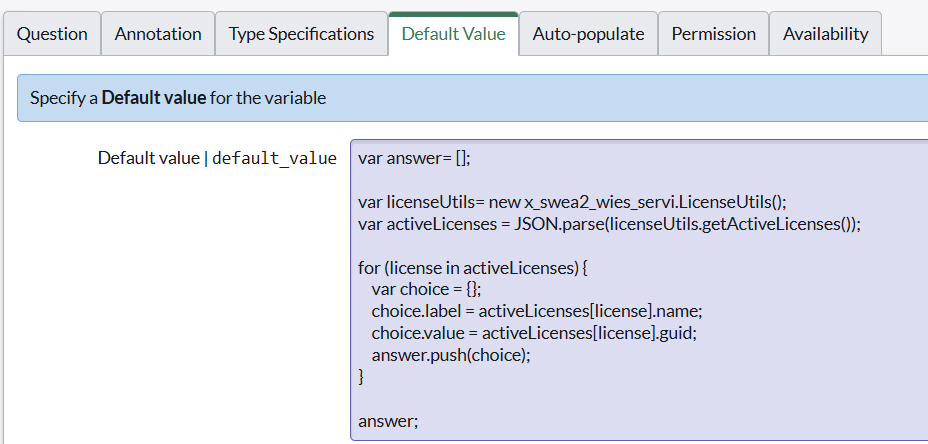 Question Annotation Type Specifications Default Value Auto-populate Permission Availability
Specify a Default value for the variable
Default value | default_value
var answer= [];
var licenseUtils= new x_swea2_wies_servi.LicenseUtils();
var activeLicenses = JSON.parse(licenseUtils.getActiveLicenses());
for (license in activeLicenses) {
var choice = {};
choice.label = activeLicenses[license].name;
choice.value = activeLicenses[license].guid;
answer.push(choice);
}
answer;